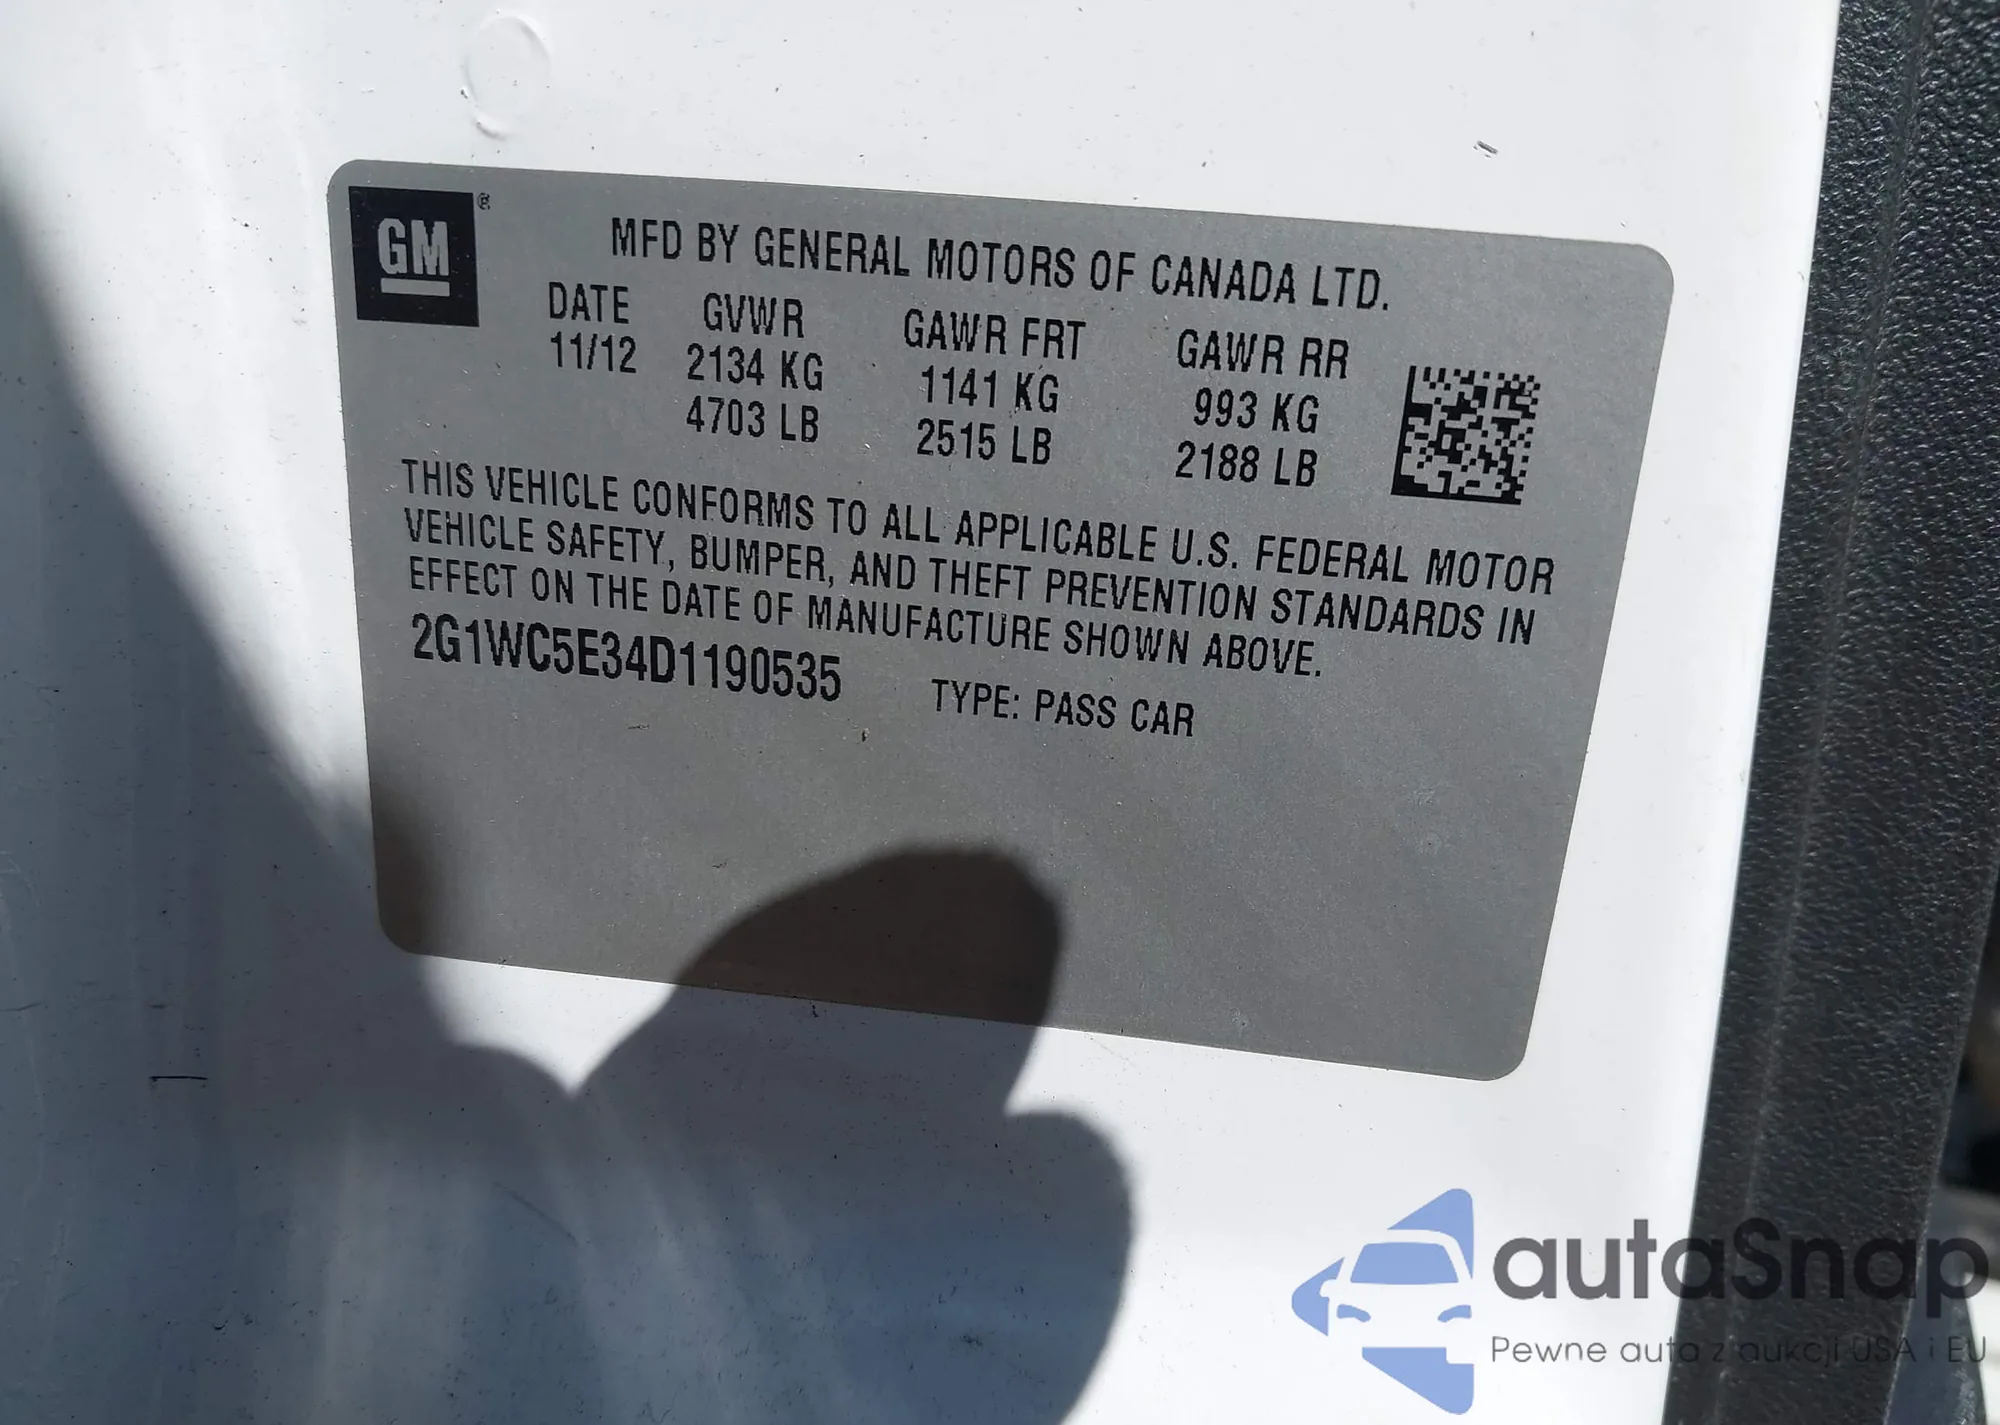 GM ®
MFD BY GENERAL MOTORS OF CANADA LTD.
DATE GVWR GAWR FRT GAWR RR
11/12 2134 KG 1141 KG 993 KG
4703 LB 2515 LB 2188 LB
THIS VEHICLE CONFORMS TO ALL APPLICABLE U.S. FEDERAL MOTOR
VEHICLE SAFETY, BUMPER, AND THEFT PREVENTION STANDARDS IN
EFFECT ON THE DATE OF MANUFACTURE SHOWN ABOVE.
2G1WC5E34D1190535 TYPE: PASS CAR
autaSnap
Pewne auta z aukcji USA i EU